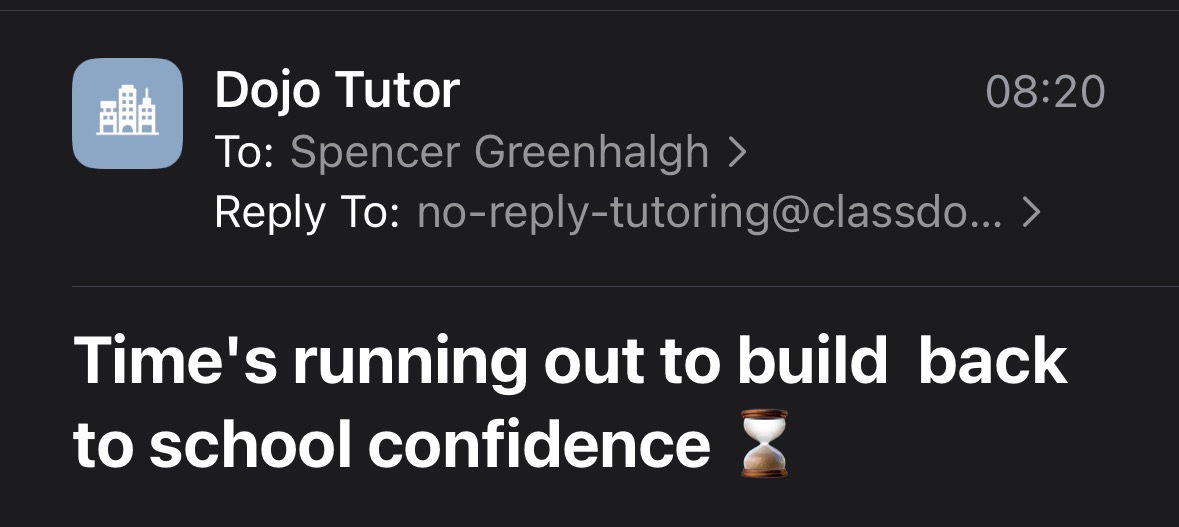 Dojo Tutor 08:20
To: Spencer Greenhalgh >
Reply To: no-reply-tutoring@classdo... >
Time's running out to build  back
to school confidence ⏳